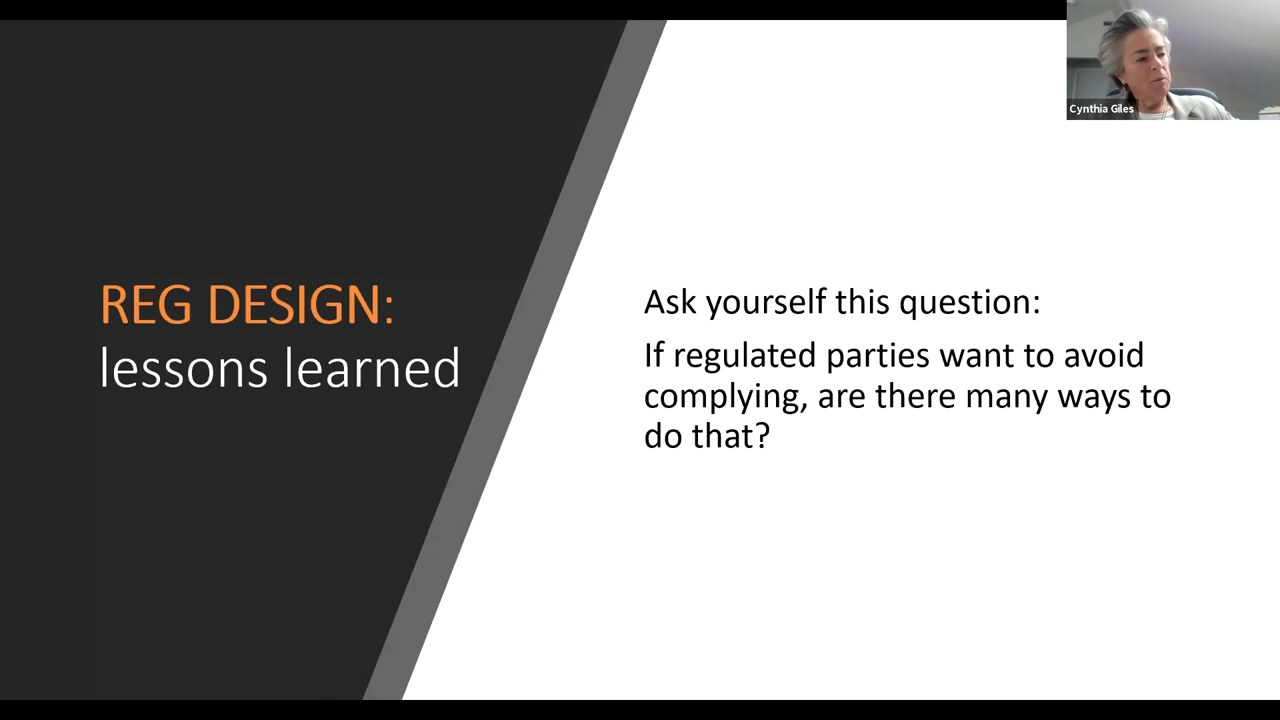 Cynthia Giles
REG DESIGN:
lessons learned
Ask yourself this question:
If regulated parties want to avoid
complying, are there many ways to
do that?